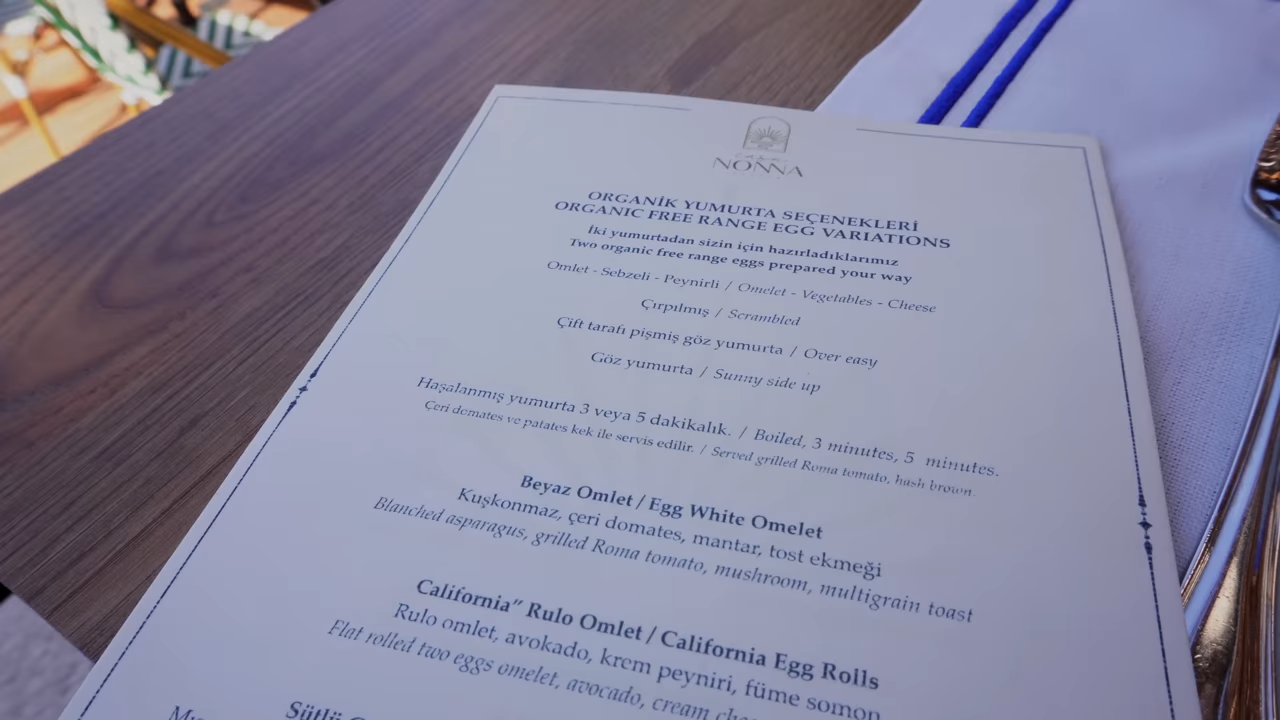 NONNA
ORGANİK YUMURTA SEÇENEKLERİ
ORGANIC FREE RANGE EGG VARIATIONS
İki yumurtadan sizin için hazırladıklarımız
Two organic free range eggs prepared your way
Omlet - Sebzeli - Peynirli / Omelet - Vegetables - Cheese
Çırpılmış / Scrambled
Çift tarafı pişmiş göz yumurta / Over easy
Göz yumurta / Sunny side up
Haşalanmış yumurta 3 veya 5 dakikalık. / Boiled, 3 minutes, 5 minutes.
Çeri domates ve patates kek ile servis edilir. / Served grilled Roma tomato, hash brown.
Beyaz Omlet / Egg White Omelet
Kuşkonmaz, çeri domates, mantar, tost ekmeği
Blanched asparagus, grilled Roma tomato, mushroom, multigrain toast
California” Rulo Omlet / California Egg Rolls
Rulo omlet, avokado, krem peyniri, füme somon
Flat rolled two eggs omelet, avocado, cream
Sütlü